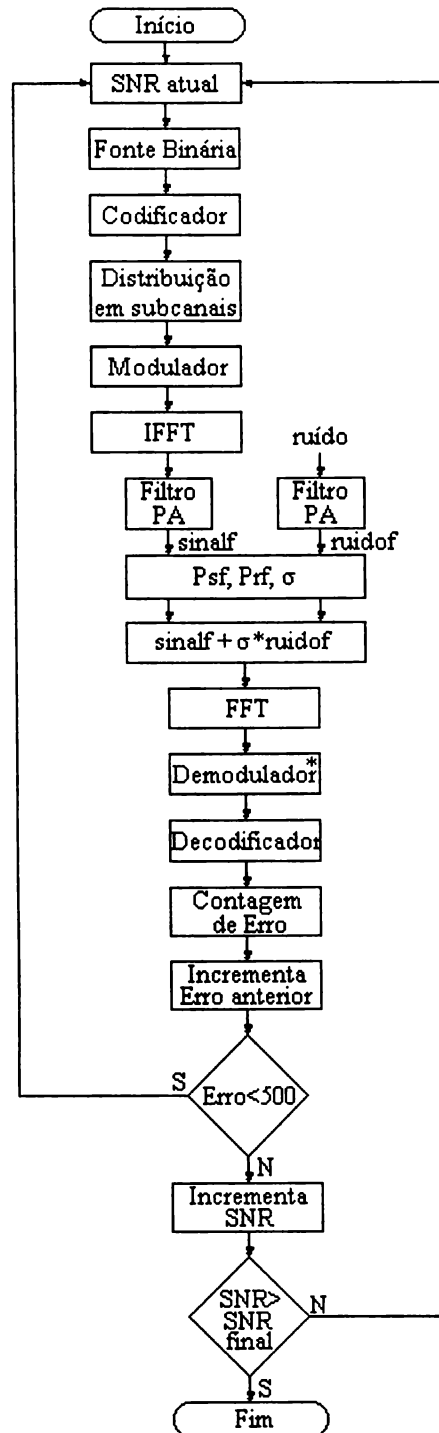 Início
SNR atual
Fonte Binária
Codificador
Distribuição
em subcanais
Modulador
IFFT
ruído
Filtro
PA
Filtro
PA
sinalf
ruidof
Psf, Prf, σ
sinalf + σ*ruidof
FFT
Demodulador*
Decodificador
Contagem
de Erro
Incrementa
Erro anterior
S
Erro<500
N
Incrementa
SNR
SNR>
SNR
final
N
S
Fim